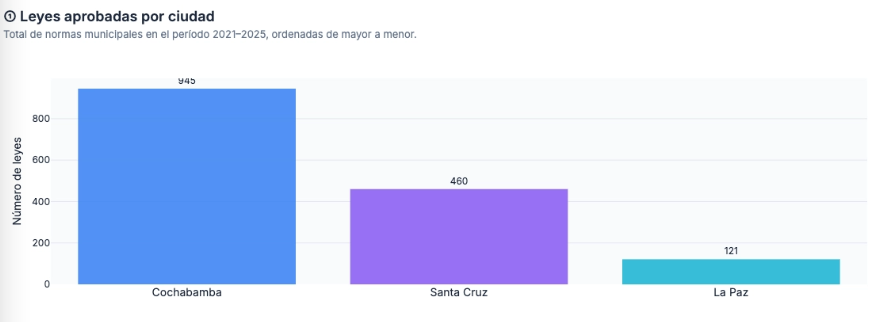 ① Leyes aprobadas por ciudad
Total de normas municipales en el período 2021–2025, ordenadas de mayor a menor.
945
800
460
600
Número de leyes
400
121
200
0
Cochabamba Santa Cruz La Paz